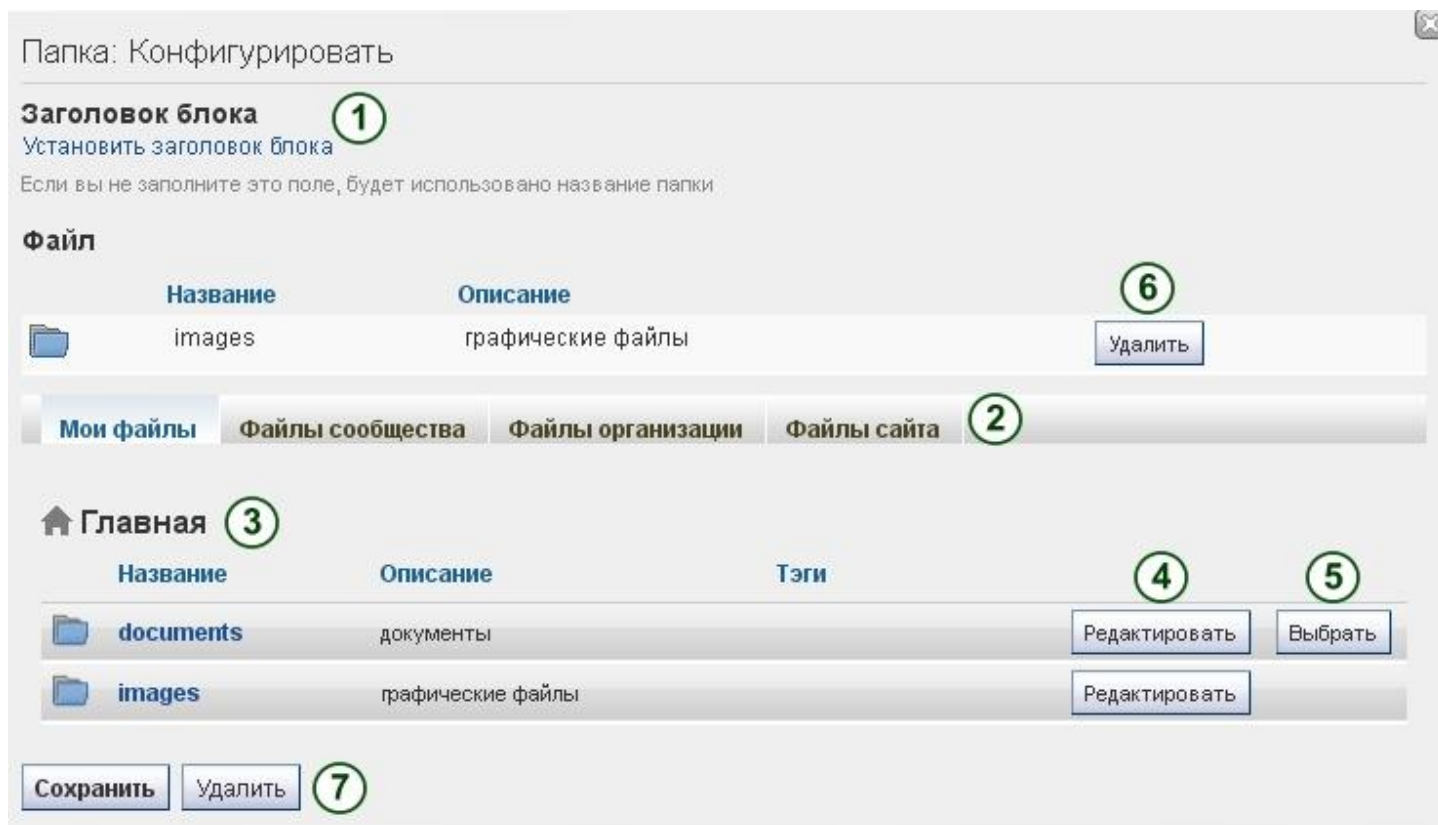 Папка: Конфигурировать
Заголовок блока 1
Установить заголовок блока
Если вы не заполните это поле, будет использовано название папки
Файл
Название Описание 6
images графические файлы Удалить
Мои файлы Файлы сообщества Файлы организации Файлы сайта 2
Главная 3
Название Описание Тэги 4 5
documents документы Редактировать Выбрать
images графические файлы Редактировать
Сохранить Удалить 7